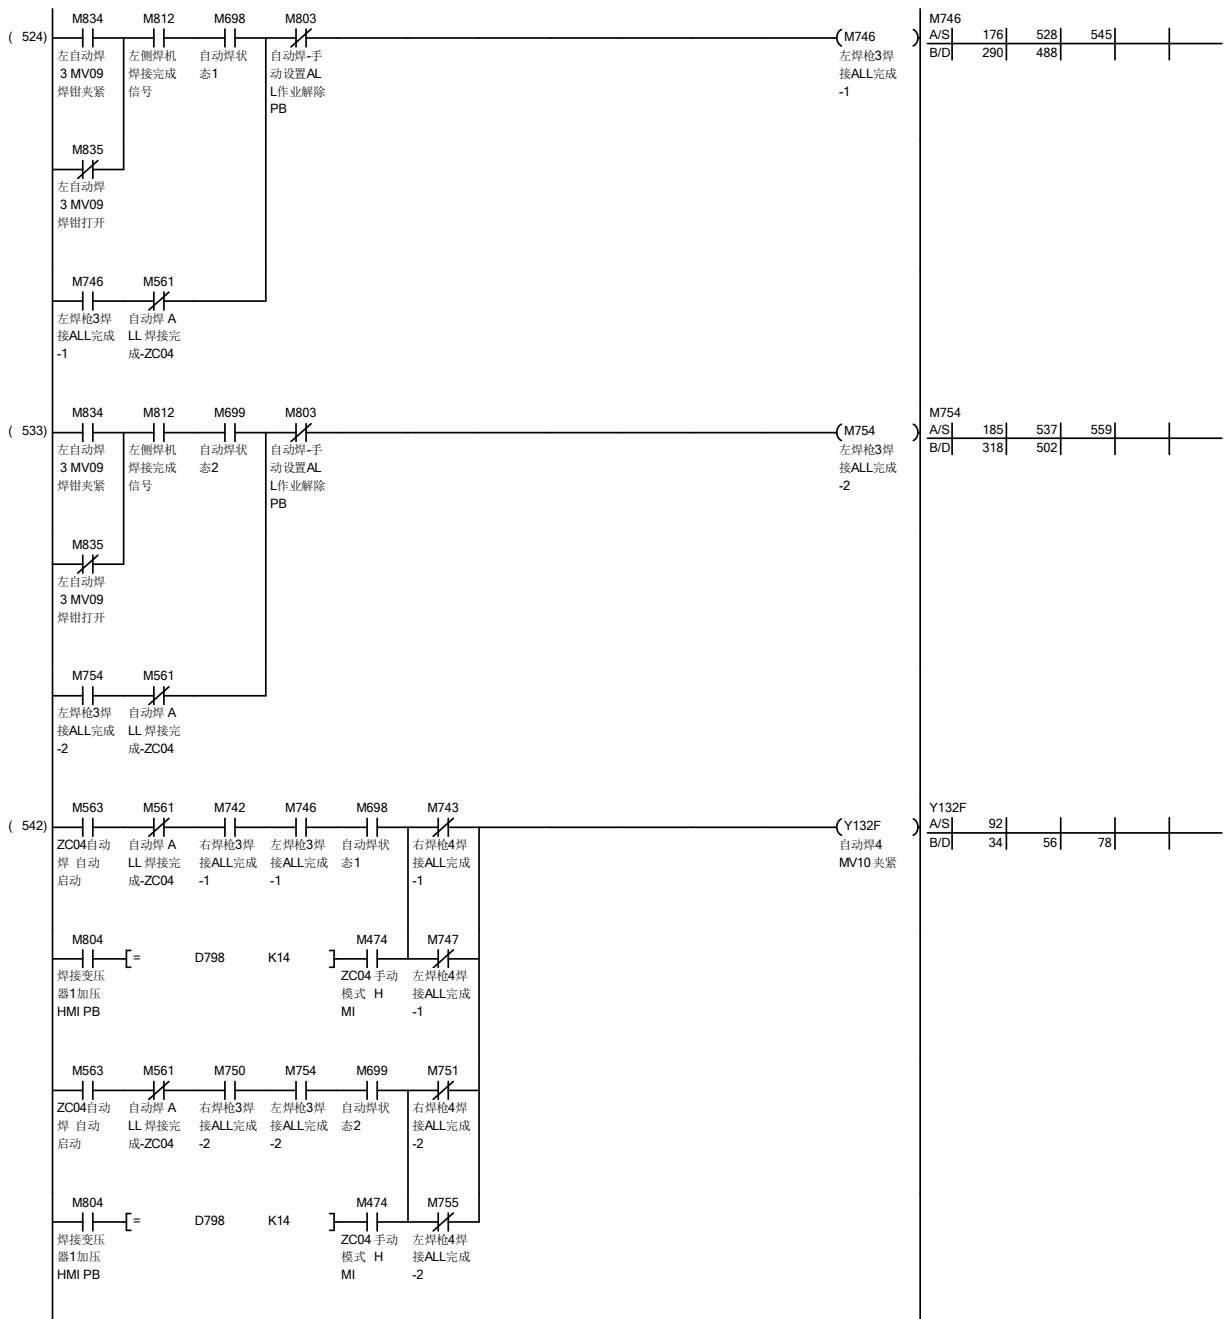 M834 M812 M698 M803 M746
( 524) (M746 ) A/S 176 528 545
左自动焊 左侧焊机 自动焊状 自动焊-手 左焊枪3焊 B/D 290 488
3 MV09 焊接完成 态1 动设置AL 接ALL完成
焊钳夹紧 信号 L作业解除 -1
PB
M835
左自动焊
3 MV09
焊钳打开
M746 M561
左焊枪3焊 自动焊 A
接ALL完成 LL 焊接完
-1 成-ZC04
M834 M812 M699 M803 M754
( 533) (M754 ) A/S 185 537 559
左自动焊 左侧焊机 自动焊状 自动焊-手 左焊枪3焊 B/D 318 502
3 MV09 焊接完成 态2 动设置AL 接ALL完成
焊钳夹紧 信号 L作业解除 -2
PB
M835
左自动焊
3 MV09
焊钳打开
M754 M561
左焊枪3焊 自动焊 A
接ALL完成 LL 焊接完
-2 成-ZC04
M563 M561 M742 M746 M698 M743 Y132F
( 542) (Y132F ) A/S 92
ZC04自动 自动焊 A 右焊枪3焊 左焊枪3焊 自动焊状 右焊枪4焊 自动焊4 B/D 34 56 78
焊 自动 LL 焊接完 接ALL完成 接ALL完成 态1 接ALL完成 MV10 夹紧
启动 成-ZC04 -1 -1 -1
M804 M474 M747
[= D798 K14 ]
焊接变压 ZC04 手动 左焊枪4焊
器1加压 模式 H 接ALL完成
HMI PB MI -1
M563 M561 M750 M754 M699 M751
ZC04自动 自动焊 A 右焊枪3焊 左焊枪3焊 自动焊状 右焊枪4焊
焊 自动 LL 焊接完 接ALL完成 接ALL完成 态2 接ALL完成
启动 成-ZC04 -2 -2 -2
M804 M474 M755
[= D798 K14 ]
焊接变压 ZC04 手动 左焊枪4焊
器1加压 模式 H 接ALL完成
HMI PB MI -2